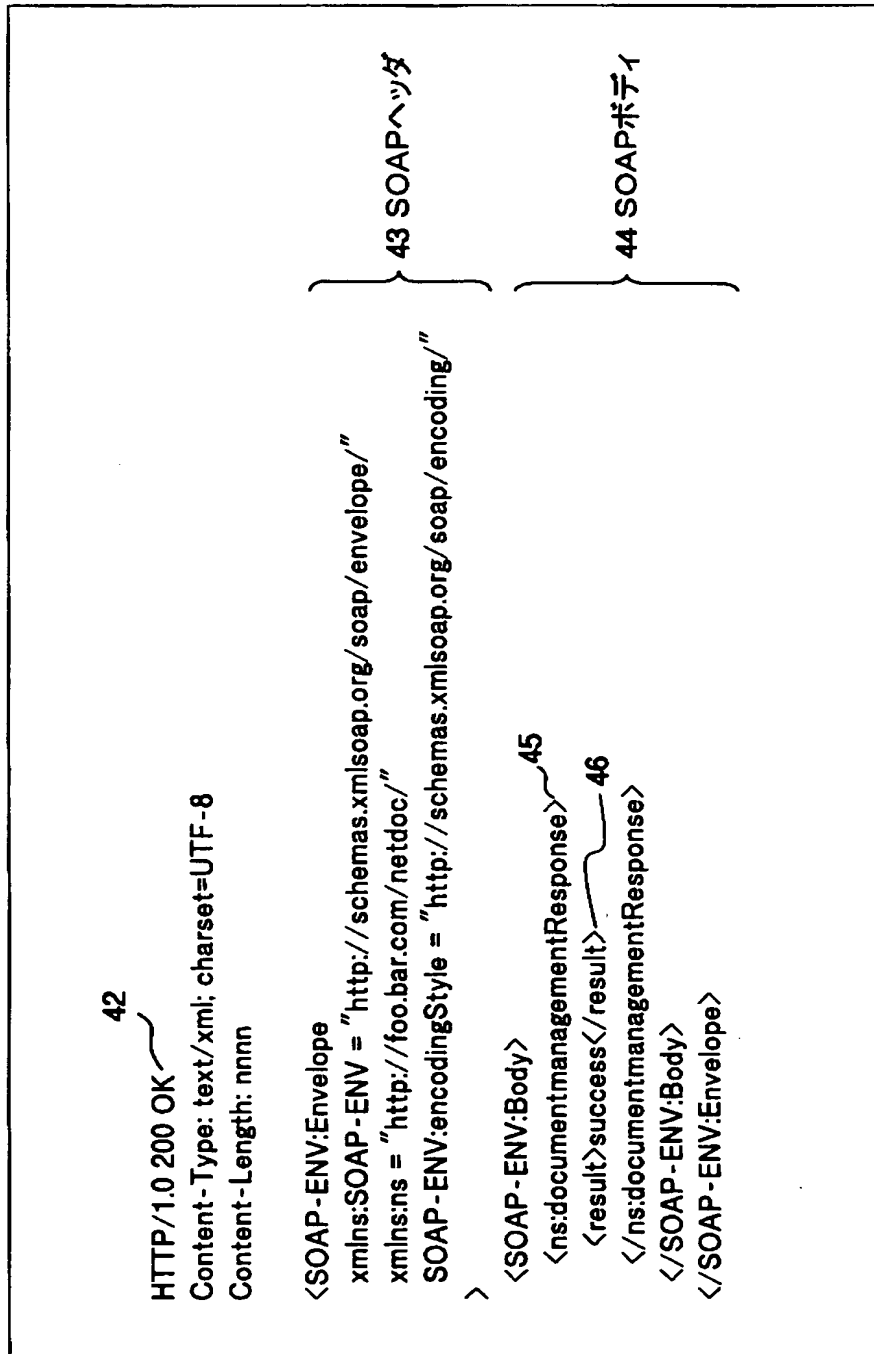 42
HTTP/1.0 200 OK
Content-Type: text/xml; charset=UTF-8
Content-Length: nnnn
<SOAP-ENV:Envelope
xmlns:SOAP-ENV = "http://schemas.xmlsoap.org/soap/envelope/"
xmlns:ns = "http://foo.bar.com/netdoc/"
SOAP-ENV:encodingStyle = "http://schemas.xmlsoap.org/soap/encoding/"
>
43 SOAPヘッダ
<SOAP-ENV:Body>
<ns:documentmanagementResponse> 45
<result>success</result> 46
</ns:documentmanagementResponse>
</SOAP-ENV:Body>
</SOAP-ENV:Envelope>
44 SOAPボディ